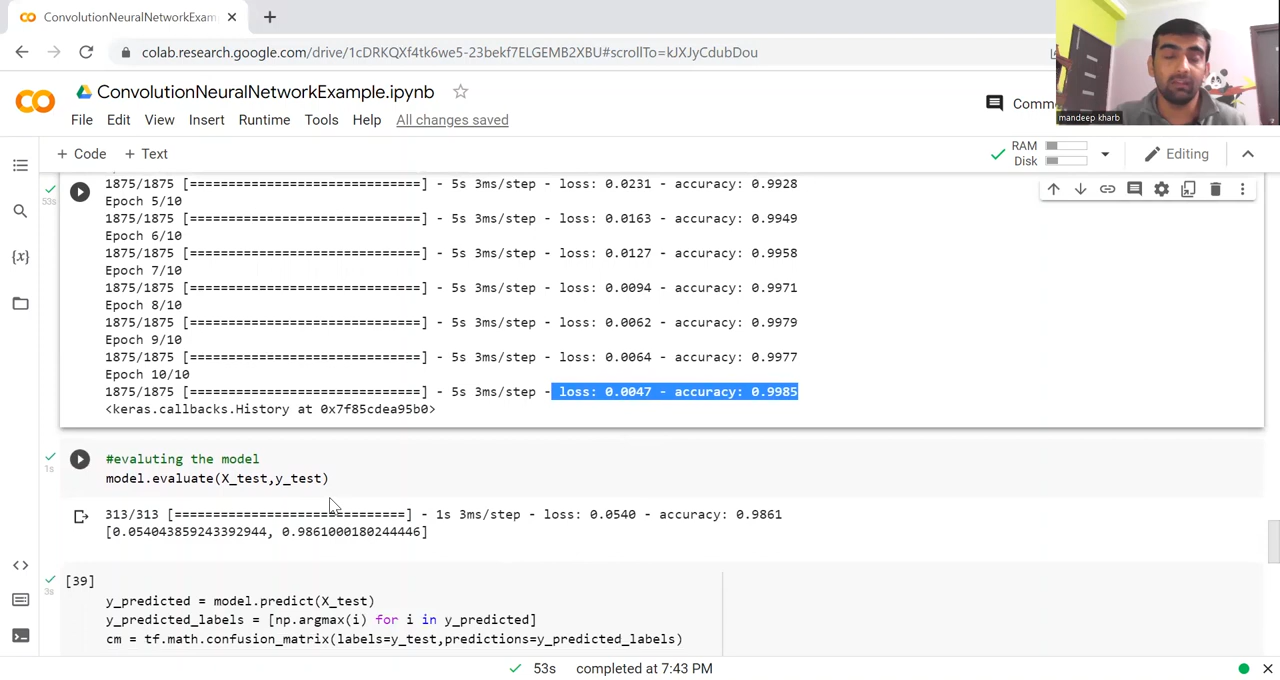 ConvolutionNeuralNetworkExam
colab.research.google.com/drive/1cDRKQXf4tk6we5-23bekf7ELGEMB2XBU#scrollTo=kJXJyCdubDou
mandeep kharb
ConvolutionNeuralNetworkExample.ipynb
Comm
File Edit View Insert Runtime Tools Help All changes saved
+ Code + Text
RAM
Disk
Editing
53s
1875/1875 [==============================] - 5s 3ms/step - loss: 0.0231 - accuracy: 0.9928
Epoch 5/10
1875/1875 [==============================] - 5s 3ms/step - loss: 0.0163 - accuracy: 0.9949
Epoch 6/10
1875/1875 [==============================] - 5s 3ms/step - loss: 0.0127 - accuracy: 0.9958
Epoch 7/10
1875/1875 [==============================] - 5s 3ms/step - loss: 0.0094 - accuracy: 0.9971
Epoch 8/10
1875/1875 [==============================] - 5s 3ms/step - loss: 0.0062 - accuracy: 0.9979
Epoch 9/10
1875/1875 [==============================] - 5s 3ms/step - loss: 0.0064 - accuracy: 0.9977
Epoch 10/10
1875/1875 [==============================] - 5s 3ms/step - loss: 0.0047 - accuracy: 0.9985
<keras.callbacks.History at 0x7f85cdea95b0>
1s
#evaluting the model
model.evaluate(X_test,y_test)
313/313 [==============================] - 1s 3ms/step - loss: 0.0540 - accuracy: 0.9861
[0.054043859243392944, 0.9861000180244446]
3s
[39]
y_predicted = model.predict(X_test)
y_predicted_labels = [np.argmax(i) for i in y_predicted]
cm = tf.math.confusion_matrix(labels=y_test,predictions=y_predicted_labels)
53s completed at 7:43 PM